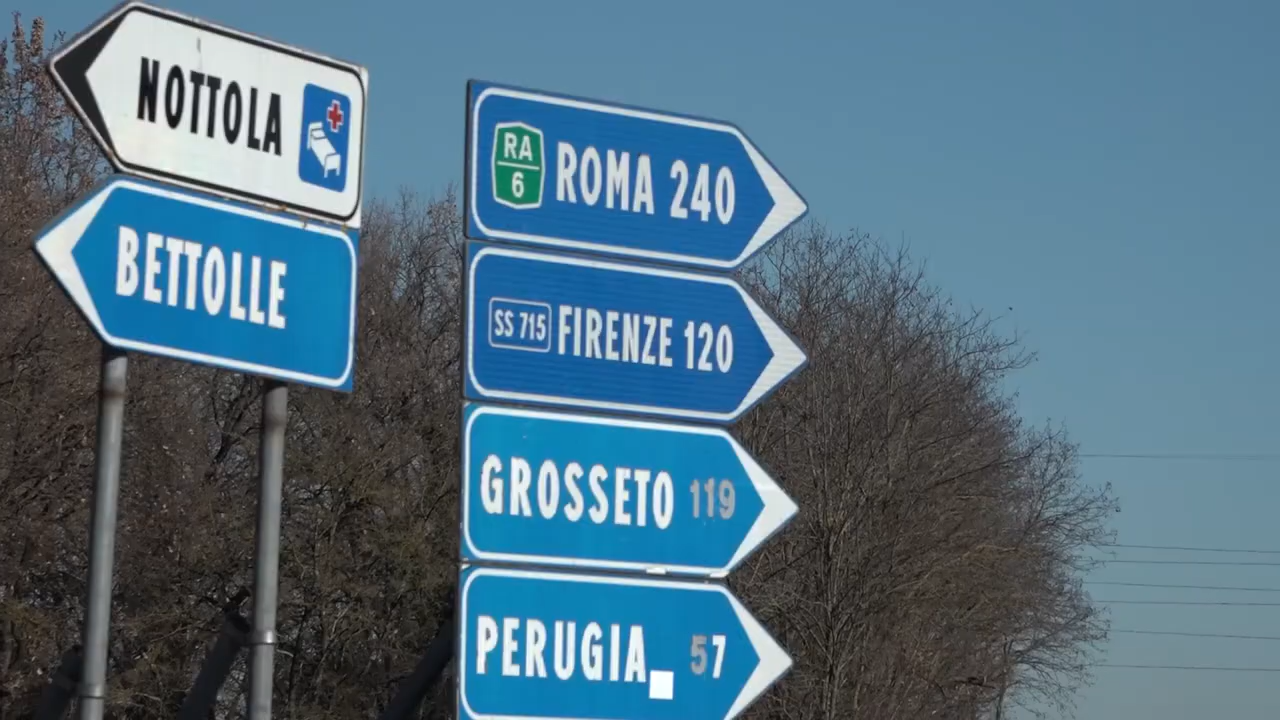 NOTTOLA
BETTOLLE
RA 6 ROMA 240
SS 715 FIRENZE 120
GROSSETO 119
PERUGIA 57